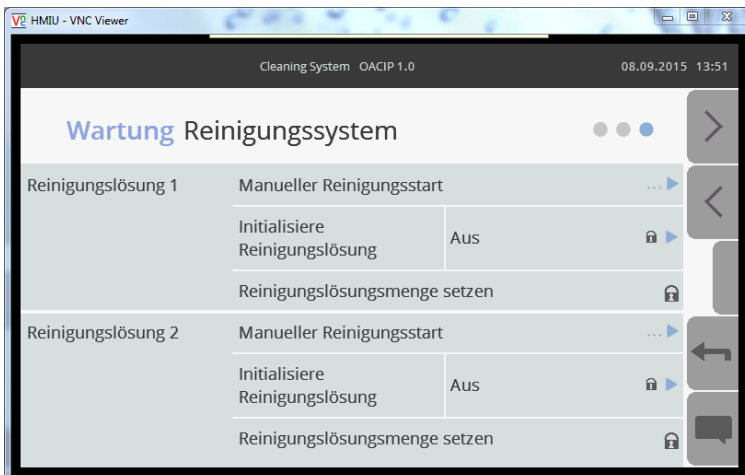 HMIU - VNC Viewer
Cleaning System OACIP 1.0 08.09.2015 13:51
Wartung Reinigungssystem
Reinigungslösung 1 Manueller Reinigungsstart ...
Initialisiere
Reinigungslösung Aus
Reinigungslösungsmenge setzen
Reinigungslösung 2 Manueller Reinigungsstart ...
Initialisiere
Reinigungslösung Aus
Reinigungslösungsmenge setzen